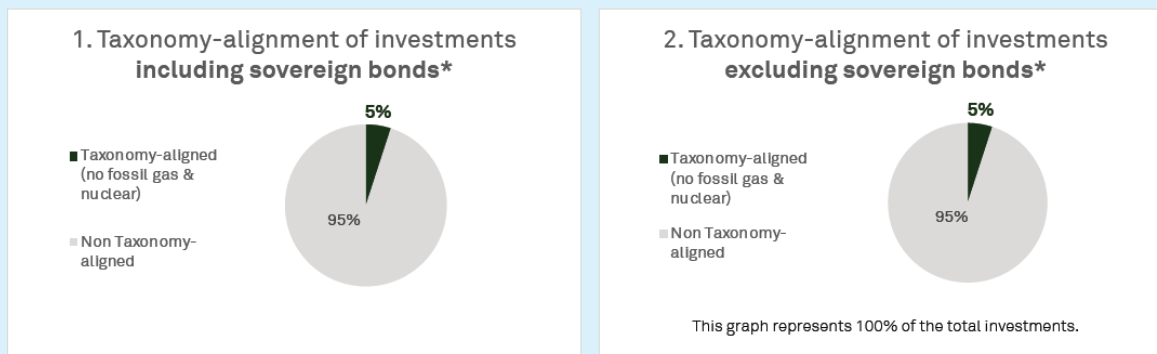 1. Taxonomy-alignment of investments
including sovereign bonds*
5%
Taxonomy-aligned
(no fossil gas &
nuclear)
95%
Non Taxonomy-
aligned
2. Taxonomy-alignment of investments
excluding sovereign bonds*
5%
Taxonomy-aligned
(no fossil gas &
nuclear)
95%
Non Taxonomy-
aligned
This graph represents 100% of the total investments.